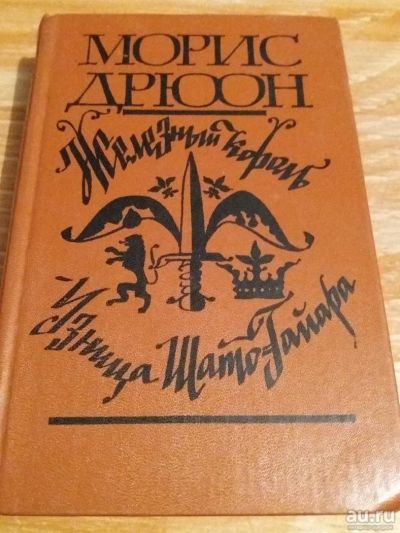 МОРИС
ДРЮОН
Железный король
Узница Шато-Гайара
au.ru